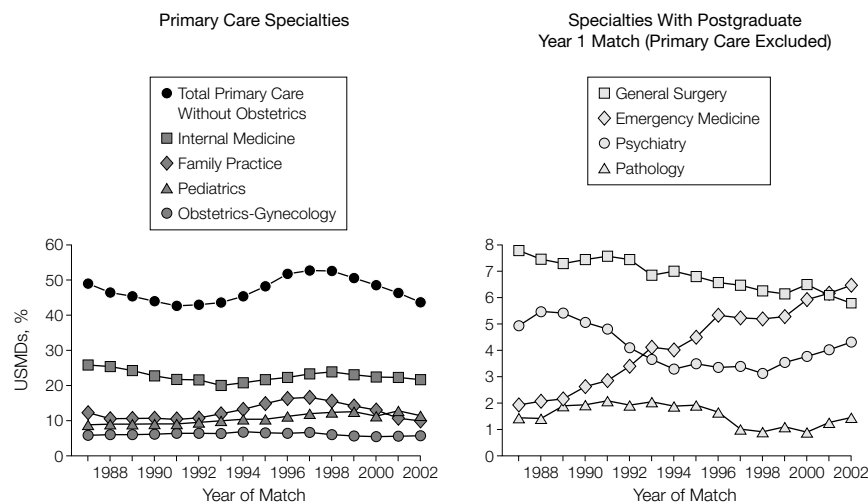 Primary Care Specialties
Total Primary Care
Without Obstetrics
Internal Medicine
Family Practice
Pediatrics
Obstetrics-Gynecology
60
50
40
30
20
10
0
USMDs, %
1988 1990 1992 1994 1996 1998 2000 2002
Year of Match
Specialties With Postgraduate
Year 1 Match (Primary Care Excluded)
General Surgery
Emergency Medicine
Psychiatry
Pathology
8
7
6
5
4
3
2
1
0
1988 1990 1992 1994 1996 1998 2000 2002
Year of Match